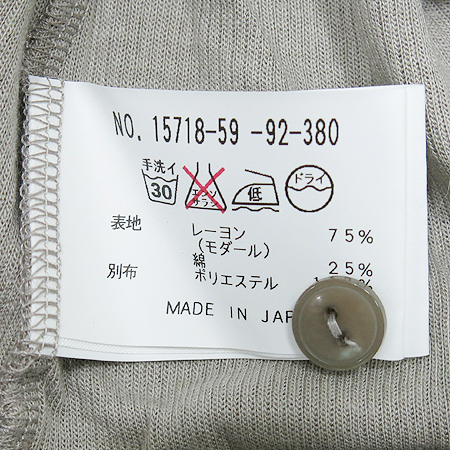 NO. 15718-59 -92-380
手洗イ 30 エンソサラシ 低 ドライ
表地 レーヨン 75%
(モダール)
綿 25%
別布 ポリエステル
MADE IN JAP